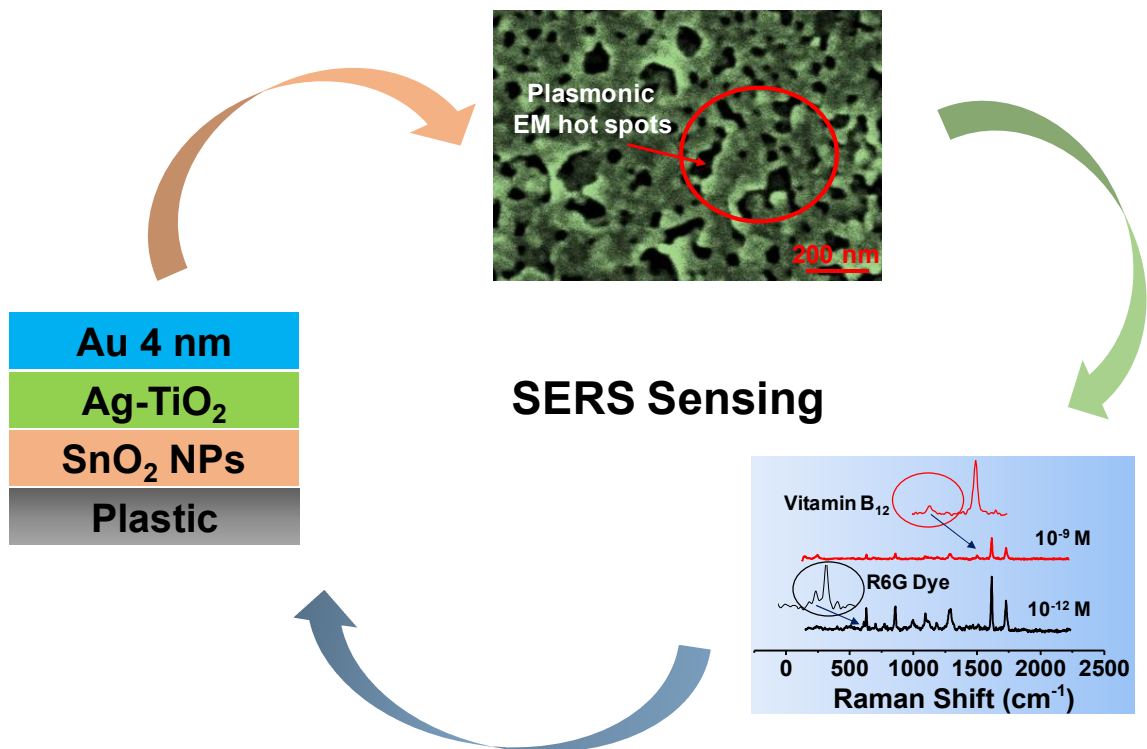 Plasmonic
EM hot spots
200 nm
Au 4 nm
Ag-TiO₂
SnO₂ NPs
Plastic
SERS Sensing
Vitamin B₁₂
10⁻⁹ M
R6G Dye
10⁻¹² M
0 500 1000 1500 2000 2500
Raman Shift (cm⁻¹)